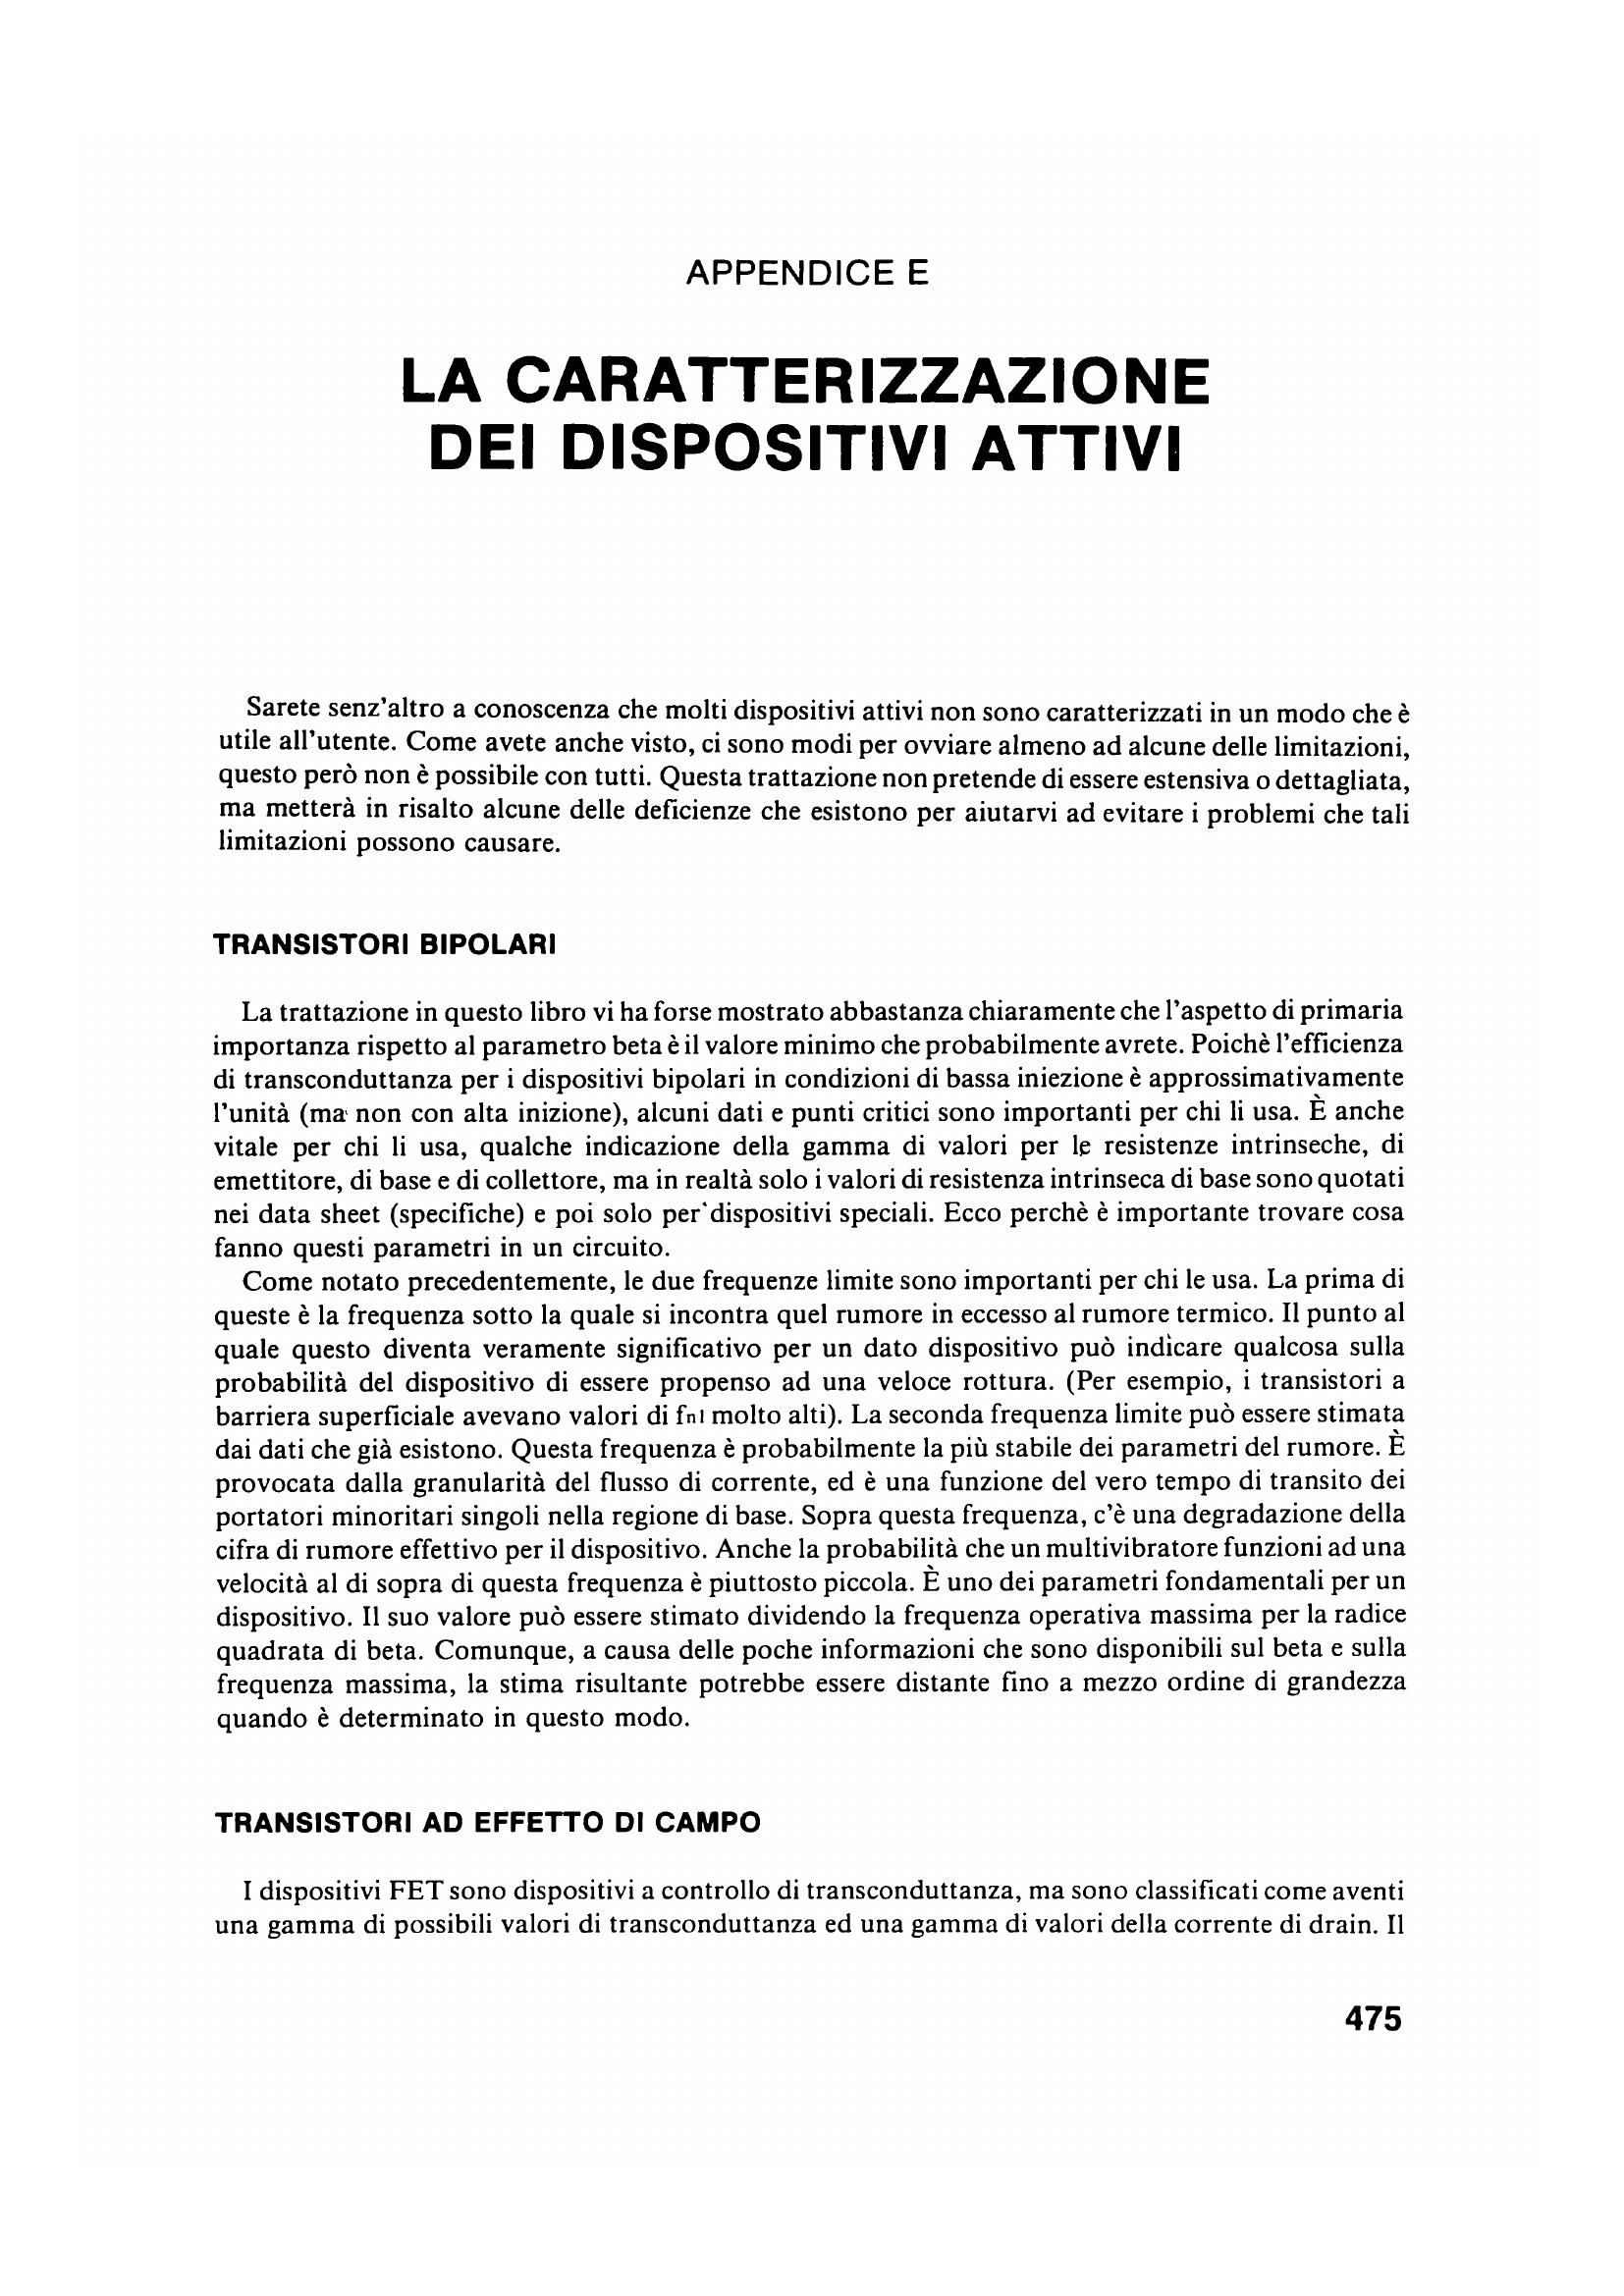 APPENDICE E
LA CARATTERIZZAZIONE
DEI DISPOSITIVI ATTIVI
Sarete senz'altro a conoscenza che molti dispositivi attivi non sono caratterizzati in un modo che è
utile all'utente. Come avete anche visto, ci sono modi per ovviare almeno ad alcune delle limitazioni,
questo però non è possibile con tutti. Questa trattazione non pretende di essere estensiva o dettagliata,
ma metterà in risalto alcune delle deficienze che esistono per aiutarvi ad evitare i problemi che tali
limitazioni possono causare.
TRANSISTORI BIPOLARI
La trattazione in questo libro vi ha forse mostrato abbastanza chiaramente che l'aspetto di primaria
importanza rispetto al parametro beta è il valore minimo che probabilmente avrete. Poichè l'efficienza
di transconduttanza per i dispositivi bipolari in condizioni di bassa iniezione è approssimativamente
l'unità (ma non con alta inizione), alcuni dati e punti critici sono importanti per chi li usa. È anche
vitale per chi li usa, qualche indicazione della gamma di valori per le resistenze intrinseche, di
emettitore, di base e di collettore, ma in realtà solo i valori di resistenza intrinseca di base sono quotati
nei data sheet (specifiche) e poi solo per dispositivi speciali. Ecco perchè è importante trovare cosa
fanno questi parametri in un circuito.
Come notato precedentemente, le due frequenze limite sono importanti per chi le usa. La prima di
queste è la frequenza sotto la quale si incontra quel rumore in eccesso al rumore termico. Il punto al
quale questo diventa veramente significativo per un dato dispositivo può indicare qualcosa sulla
probabilità del dispositivo di essere propenso ad una veloce rottura. (Per esempio, i transistori a
barriera superficiale avevano valori di fn1 molto alti). La seconda frequenza limite può essere stimata
dai dati che già esistono. Questa frequenza è probabilmente la più stabile dei parametri del rumore. È
provocata dalla granularità del flusso di corrente, ed è una funzione del vero tempo di transito dei
portatori minoritari singoli nella regione di base. Sopra questa frequenza, c'è una degradazione della
cifra di rumore effettivo per il dispositivo. Anche la probabilità che un multivibratore funzioni ad una
velocità al di sopra di questa frequenza è piuttosto piccola. È uno dei parametri fondamentali per un
dispositivo. Il suo valore può essere stimato dividendo la frequenza operativa massima per la radice
quadrata di beta. Comunque, a causa delle poche informazioni che sono disponibili sul beta e sulla
frequenza massima, la stima risultante potrebbe essere distante fino a mezzo ordine di grandezza
quando è determinato in questo modo.
TRANSISTORI AD EFFETTO DI CAMPO
I dispositivi FET sono dispositivi a controllo di transconduttanza, ma sono classificati come aventi
una gamma di possibili valori di transconduttanza ed una gamma di valori della corrente di drain. Il
475